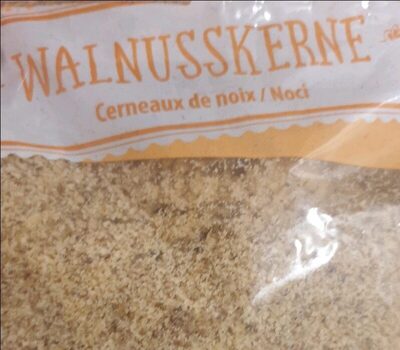 WALNUSSKERNE
Cerneaux de noix / Noci